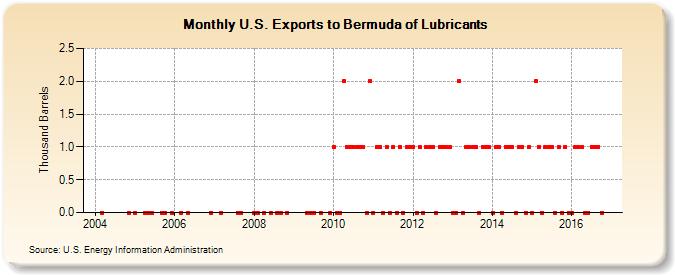 Monthly U.S. Exports to Bermuda of Lubricants
Thousand Barrels
2.5
2.0
1.5
1.0
0.5
0.0
2004 2006 2008 2010 2012 2014 2016
Source: U.S. Energy Information Administration